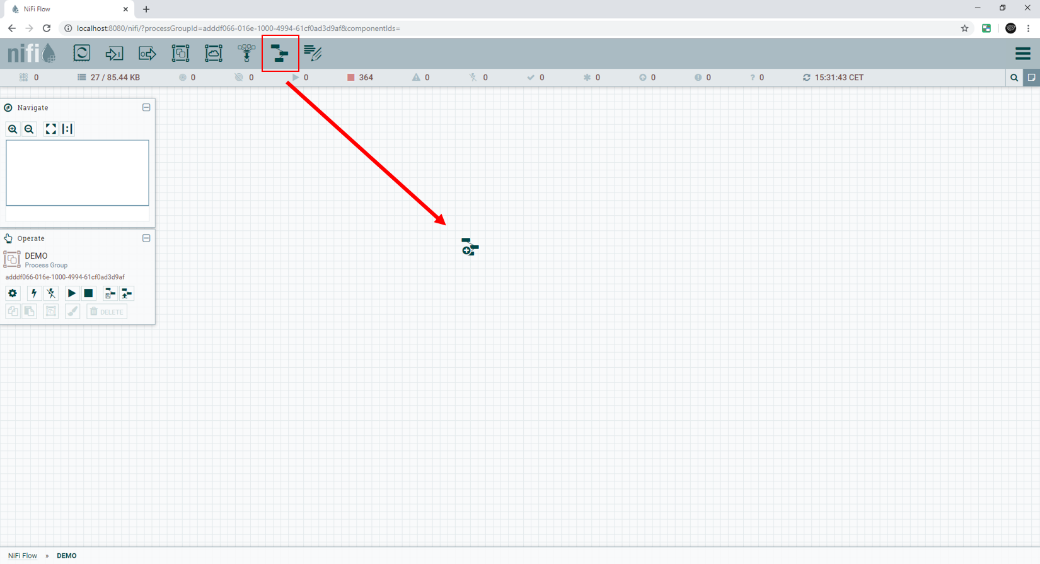 NiFi Flow
localhost:8080/nifi/?processGroupId=adddf066-016e-1000-4994-61cf0ad3d9af&componentIds=
nifi
0 27 / 85.44 KB 0 0 0 364 0 0 0 0 0 0 0 15:31:43 CET
Navigate
Operate
DEMO
Process Group
adddf066-016e-1000-4994-61cf0ad3d9af
DELETE
NiFi Flow » DEMO